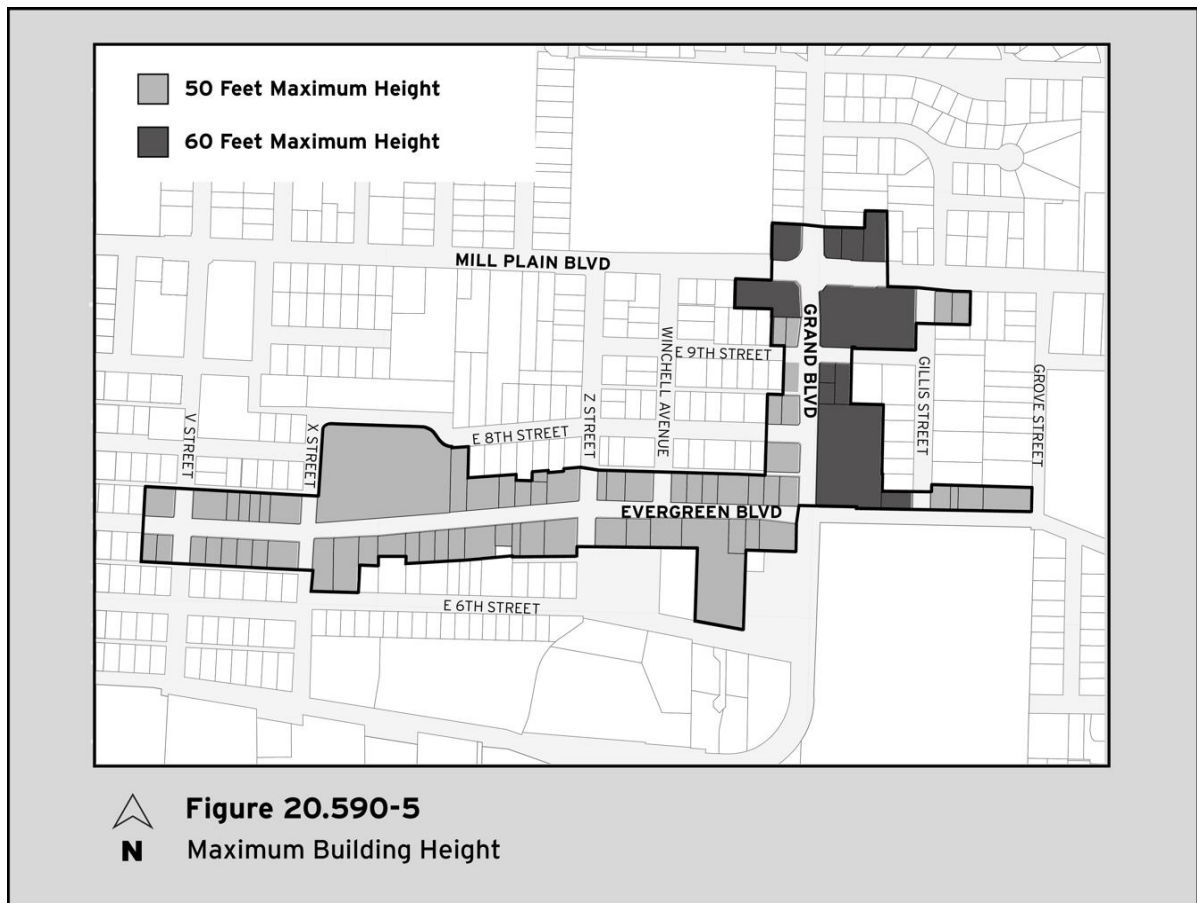 50 Feet Maximum Height
60 Feet Maximum Height
MILL PLAIN BLVD
GRAND BLVD
WINCHELL AVENUE
E 9TH STREET
GILLIS STREET
GROVE STREET
Z STREET
V STREET
X STREET
E 8TH STREET
EVERGREEN BLVD
E 6TH STREET
Figure 20.590-5
N Maximum Building Height